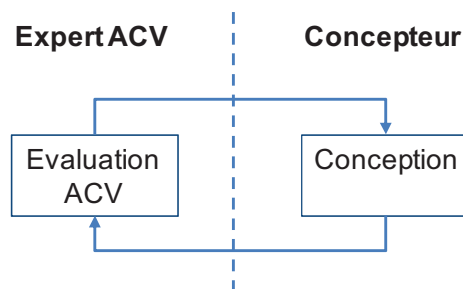 Expert ACV
Concepteur
Evaluation
ACV
Conception